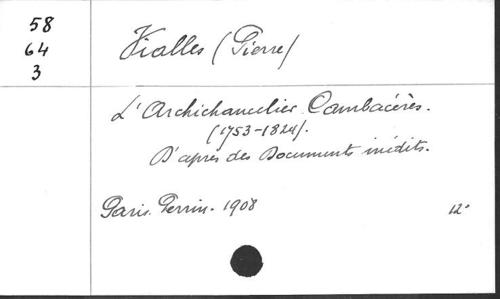 58
64
3
Vialles (Pierre)
L'Archichancelier Cambacérès.
(1753-1824).
D'après des Documents inédits.
Paris. Perrin. 1908
12°